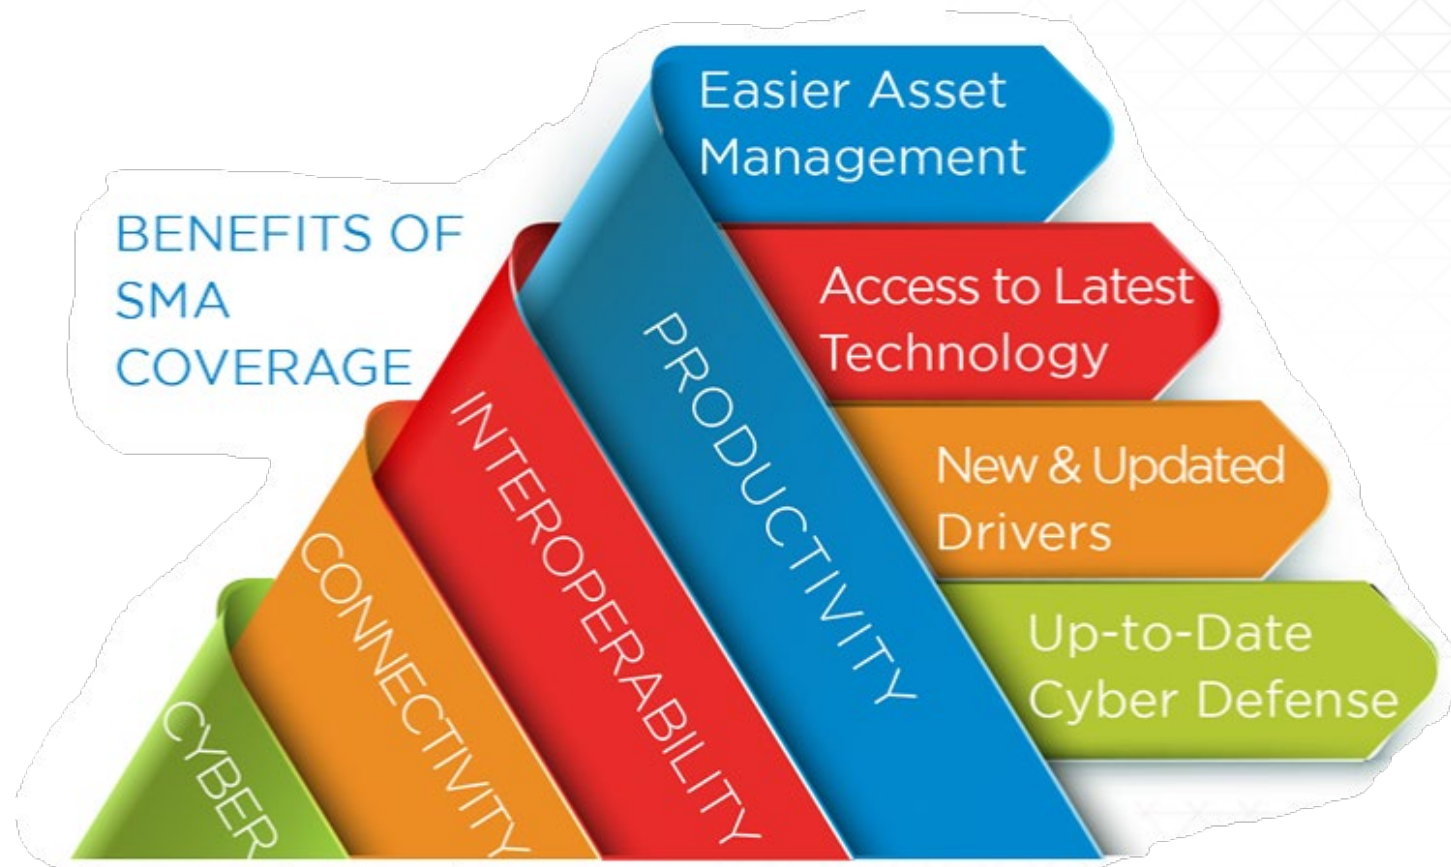 BENEFITS OF
SMA
COVERAGE
Easier Asset
Management
Access to Latest
Technology
New & Updated
Drivers
Up-to-Date
Cyber Defense
PRODUCTIVITY
INTEROPERABILITY
CONNECTIVITY
CYBER